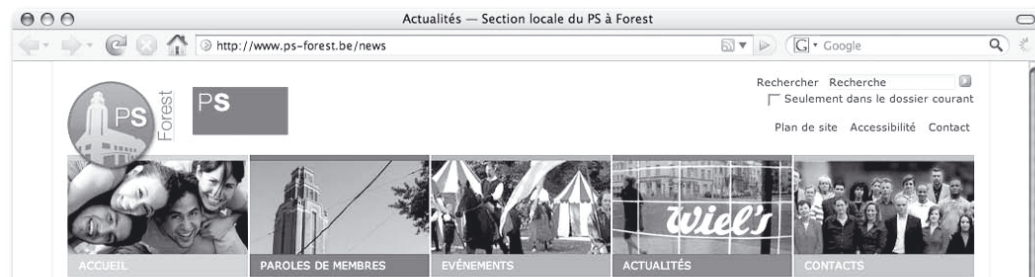 Actualités — Section locale du PS à Forest
http://www.ps-forest.be/news
G Google
Rechercher Recherche
Seulement dans le dossier courant
Plan de site Accessibilité Contact
PS
Forest
PS
Wiel's
ACCUEIL PAROLES DE MEMBRES EVÉNEMENTS ACTUALITÉS CONTACTS